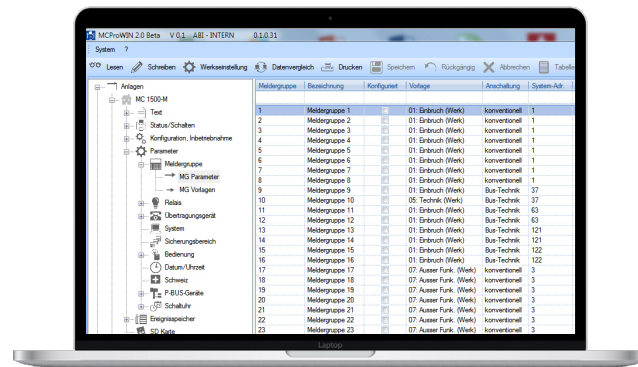 MCProWIN 2.0 Beta V 0.1 ABI - INTERN 0.1.0.31
System ?
Lesen Schreiben Werkseinstellung Datenvergleich Drucken Speichern Rückgängig Abbrechen Tabelle
Anlagen
MC 1500-M
Text
Status/Schalten
Konfiguration, Inbetriebnahme
Parameter
Meldergruppe
MG Parameter
MG Vorlagen
Relais
Übertragungsgerät
System
Sicherungsbereich
Bedienung
Datum/Uhrzeit
Schweiz
P-BUS-Geräte
Schaltuhr
Ereignisspeicher
SD Karte
Meldergruppe Bezeichnung Konfiguriert Vorlage Anschaltung System-Adr.
1 Meldergruppe 1 01: Einbruch (Werk) konventionell 1
2 Meldergruppe 2 01: Einbruch (Werk) konventionell 1
3 Meldergruppe 3 01: Einbruch (Werk) konventionell 1
4 Meldergruppe 4 01: Einbruch (Werk) konventionell 1
5 Meldergruppe 5 01: Einbruch (Werk) konventionell 1
6 Meldergruppe 6 01: Einbruch (Werk) konventionell 1
7 Meldergruppe 7 01: Einbruch (Werk) konventionell 1
8 Meldergruppe 8 01: Einbruch (Werk) konventionell 1
9 Meldergruppe 9 01: Einbruch (Werk) Bus-Technik 37
10 Meldergruppe 10 05: Technik (Werk) Bus-Technik 37
11 Meldergruppe 11 01: Einbruch (Werk) Bus-Technik 63
12 Meldergruppe 12 01: Einbruch (Werk) Bus-Technik 63
13 Meldergruppe 13 01: Einbruch (Werk) Bus-Technik 121
14 Meldergruppe 14 01: Einbruch (Werk) Bus-Technik 121
15 Meldergruppe 15 01: Einbruch (Werk) Bus-Technik 122
16 Meldergruppe 16 01: Einbruch (Werk) Bus-Technik 122
17 Meldergruppe 17 07: Ausser Funk. (Werk) konventionell 3
18 Meldergruppe 18 07: Ausser Funk. (Werk) konventionell 3
19 Meldergruppe 19 07: Ausser Funk. (Werk) konventionell 3
20 Meldergruppe 20 07: Ausser Funk. (Werk) konventionell 3
21 Meldergruppe 21 07: Ausser Funk. (Werk) konventionell 3
22 Meldergruppe 22 07: Ausser Funk. (Werk) konventionell 3
23 Meldergruppe 23 07: Ausser Funk. (Werk) konventionell 3
Laptop